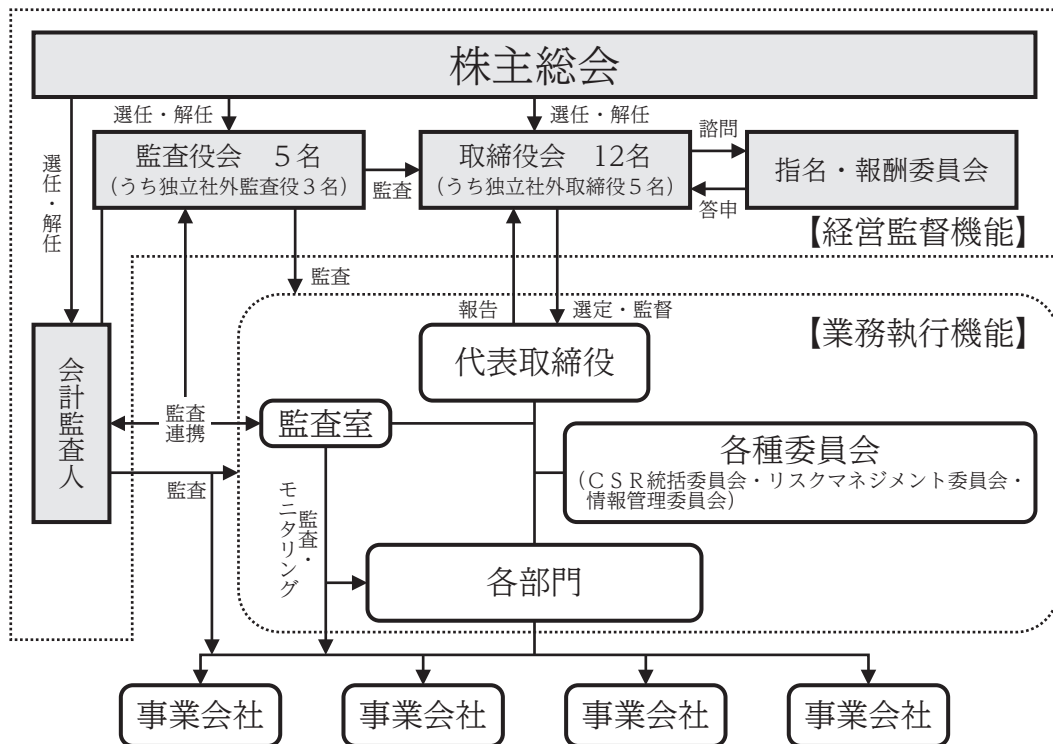 株主総会
選任・解任
選任・解任
選任・解任
諮問
監査役会　５名
（うち独立社外監査役３名）
監査
取締役会　12名
（うち独立社外取締役５名）
答申
指名・報酬委員会
【経営監督機能】
監査
報告
選定・監督
【業務執行機能】
代表取締役
会計監査人
監査
連携
監査室
各種委員会
（ＣＳＲ統括委員会・リスクマネジメント委員会・
情報管理委員会）
監査
監査・
モニタリング
各部門
事業会社
事業会社
事業会社
事業会社